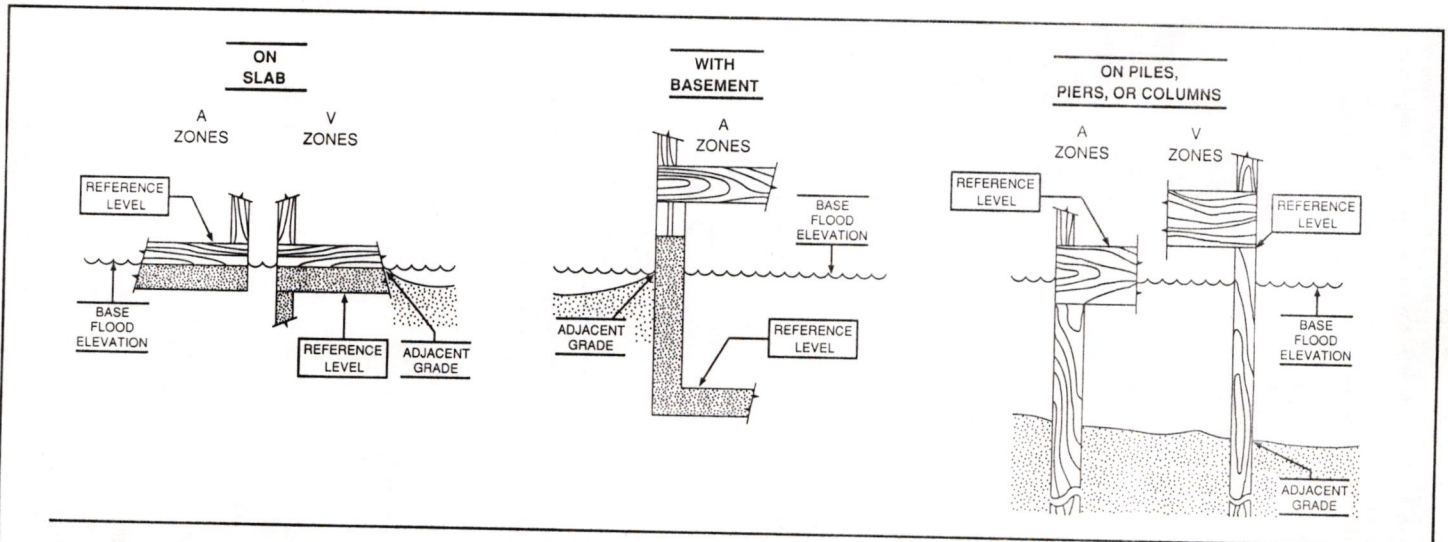 ON
SLAB
A
ZONES
V
ZONES
REFERENCE
LEVEL
BASE
FLOOD
ELEVATION
REFERENCE
LEVEL
ADJACENT
GRADE
WITH
BASEMENT
A
ZONES
BASE
FLOOD
ELEVATION
ADJACENT
GRADE
REFERENCE
LEVEL
ON PILES,
PIERS, OR COLUMNS
A
ZONES
V
ZONES
REFERENCE
LEVEL
REFERENCE
LEVEL
BASE
FLOOD
ELEVATION
ADJACENT
GRADE